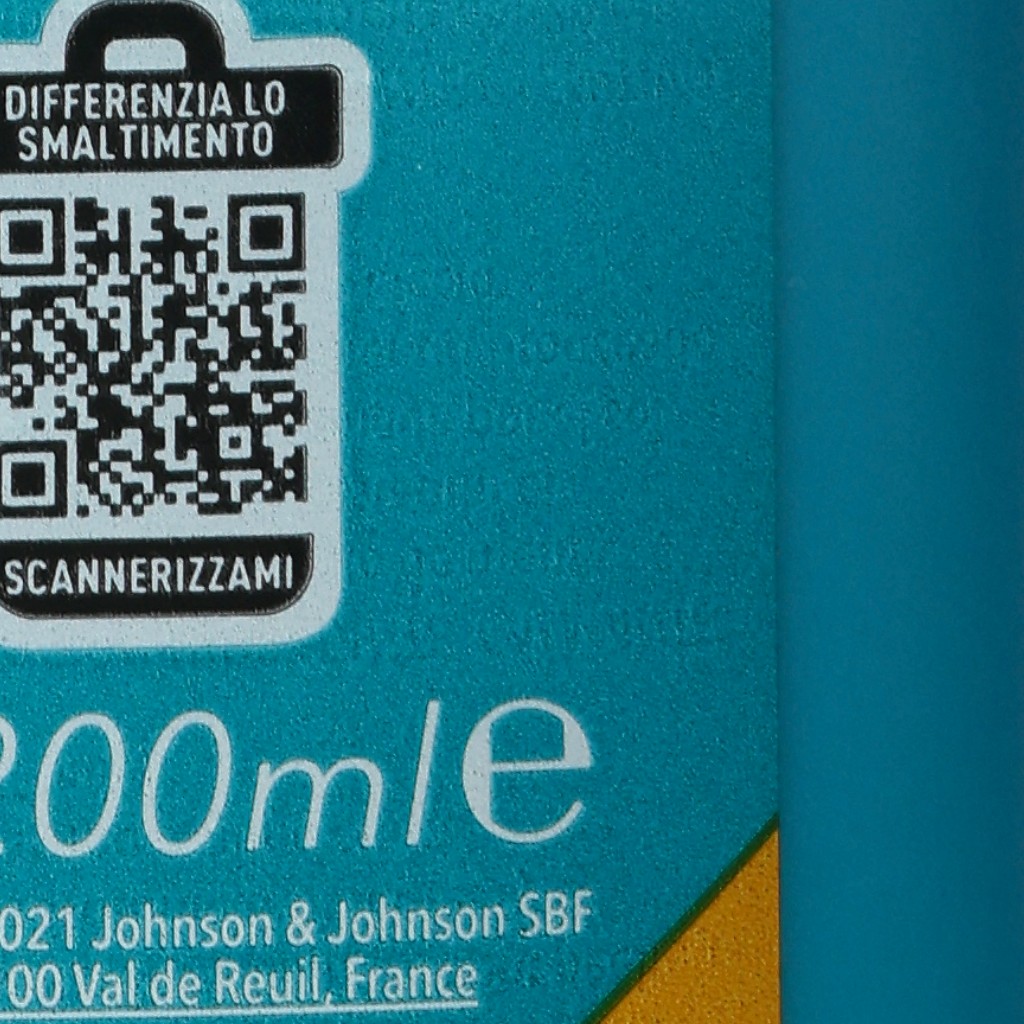 DIFFERENZIA LO
SMALTIMENTO
SCANNERIZZAMI
200ml e
021 Johnson & Johnson SBF
00 Val de Reuil, France